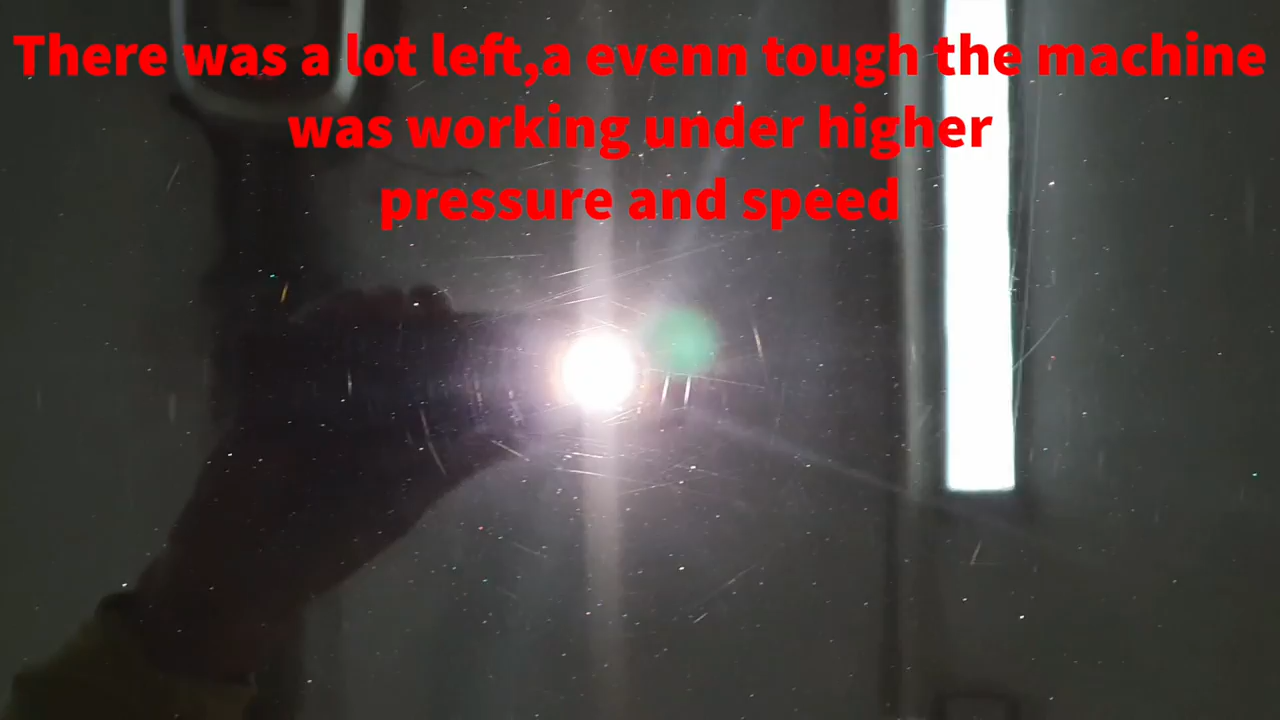 There was a lot left,a evenn tough the machine
was working under higher
pressure and speed